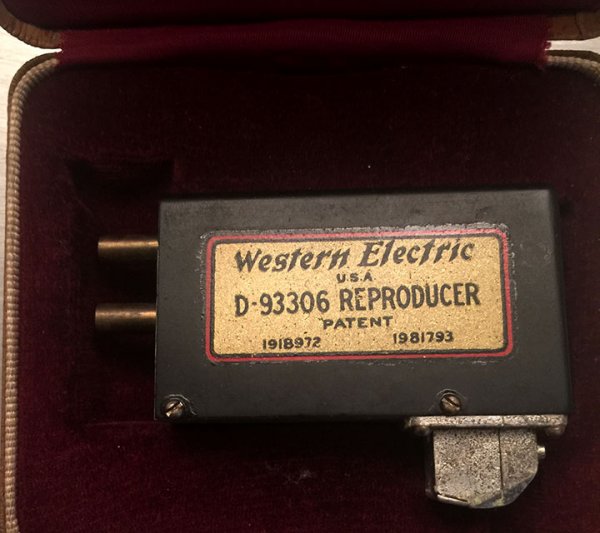 Western Electric
U.S.A
D-93306 REPRODUCER
PATENT
1918972 1981793